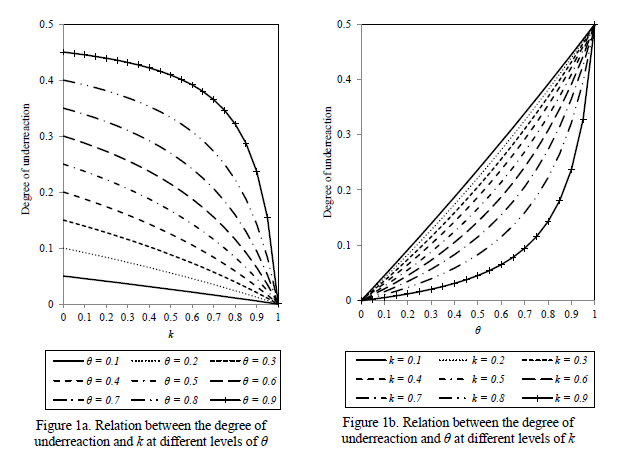 0.5
0.4
0.3
0.2
0.1
0
Degree of underreaction
0 0.1 0.2 0.3 0.4 0.5 0.6 0.7 0.8 0.9 1
k
θ = 0.1 θ = 0.2 θ = 0.3
θ = 0.4 θ = 0.5 θ = 0.6
θ = 0.7 θ = 0.8 θ = 0.9
Figure 1a. Relation between the degree of
underreaction and k at different levels of θ
0.5
0.4
0.3
0.2
0.1
0
Degree of underreaction
0 0.1 0.2 0.3 0.4 0.5 0.6 0.7 0.8 0.9 1
θ
k = 0.1 k = 0.2 k = 0.3
k = 0.4 k = 0.5 k = 0.6
k = 0.7 k = 0.8 k = 0.9
Figure 1b. Relation between the degree of
underreaction and θ at different levels of k